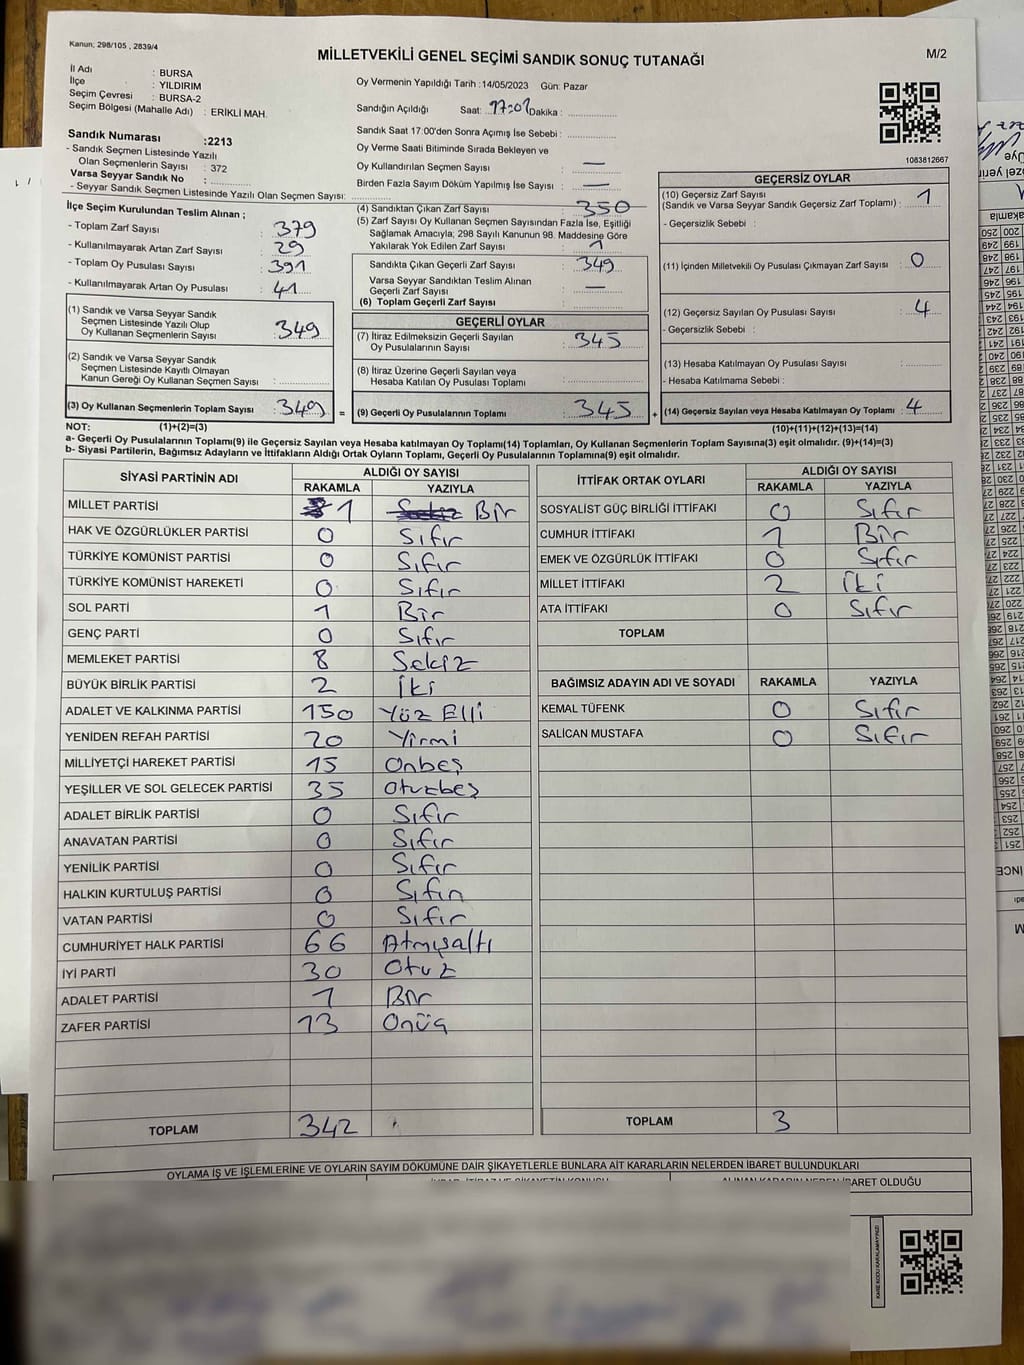 Kanun, 298/105 , 2839/4
MİLLETVEKİLİ GENEL SEÇİMİ SANDIK SONUÇ TUTANAĞI
M/2
İl Adı : BURSA
İlçe : YILDIRIM
Seçim Çevresi : BURSA-2
Seçim Bölgesi (Mahalle Adı) : ERİKLİ MAH.
Oy Vermenin Yapıldığı Tarih :14/05/2023 Gün: Pazar
Sandığın Açıldığı Saat: 17:01 Dakika :
Sandık Saat 17:00'den Sonra Açımış İse Sebebi :
Oy Verme Saati Bitiminde Sırada Bekleyen ve
Oy Kullandırılan Seçmen Sayısı : —
Birden Fazla Sayım Döküm Yapılmış İse Sayısı : —
1083812667
Sandık Numarası :2213
- Sandık Seçmen Listesinde Yazılı
Olan Seçmenlerin Sayısı : 372
Varsa Seyyar Sandık No :
- Seyyar Sandık Seçmen Listesinde Yazılı Olan Seçmen Sayısı:
İlçe Seçim Kurulundan Teslim Alınan ;
- Toplam Zarf Sayısı : 379
- Kullanılmayarak Artan Zarf Sayısı : 29
- Toplam Oy Pusulası Sayısı : 391
- Kullanılmayarak Artan Oy Pusulası : 41
(1) Sandık ve Varsa Seyyar Sandık
Seçmen Listesinde Yazılı Olup
Oy Kullanan Seçmenlerin Sayısı : 349
(2) Sandık ve Varsa Seyyar Sandık
Seçmen Listesinde Kayıtlı Olmayan
Kanun Gereği Oy Kullanan Seçmen Sayısı :
(3) Oy Kullanan Seçmenlerin Toplam Sayısı : 349 =
(4) Sandıktan Çıkan Zarf Sayısı : 350
(5) Zarf Sayısı Oy Kullanan Seçmen Sayısından Fazla İse, Eşitliği
Sağlamak Amacıyla; 298 Sayılı Kanunun 98. Maddesine Göre
Yakılarak Yok Edilen Zarf Sayısı : 1
Sandıkta Çıkan Geçerli Zarf Sayısı : 349
Varsa Seyyar Sandıktan Teslim Alınan
Geçerli Zarf Sayısı : —
(6) Toplam Geçerli Zarf Sayısı :
GEÇERLİ OYLAR
(7) İtiraz Edilmeksizin Geçerli Sayılan
Oy Pusulalarının Sayısı : 345
(8) İtiraz Üzerine Geçerli Sayılan veya
Hesaba Katılan Oy Pusulası Toplamı :
(9) Geçerli Oy Pusulalarının Toplamı : 345 +
GEÇERSİZ OYLAR
(10) Geçersiz Zarf Sayısı
(Sandık ve Varsa Seyyar Sandık Geçersiz Zarf Toplamı) : 1
- Geçersizlik Sebebi :
(11) İçinden Milletvekili Oy Pusulası Çıkmayan Zarf Sayısı : 0
(12) Geçersiz Sayılan Oy Pusulası Sayısı : 4
- Geçersizlik Sebebi :
(13) Hesaba Katılmayan Oy Pusulası Sayısı :
- Hesaba Katılmama Sebebi :
(14) Geçersiz Sayılan veya Hesaba Katılmayan Oy Toplamı : 4
NOT: (1)+(2)=(3) (10)+(11)+(12)+(13)=(14)
a- Geçerli Oy Pusulalarının Toplamı(9) ile Geçersiz Sayılan veya Hesaba katılmayan Oy Toplamı(14) Toplamları, Oy Kullanan Seçmenlerin Toplam Sayısına(3) eşit olmalıdır. (9)+(14)=(3)
b- Siyasi Partilerin, Bağımsız Adayların ve İttifakların Aldığı Ortak Oyların Toplamı, Geçerli Oy Pusulalarının Toplamına(9) eşit olmalıdır.
SİYASİ PARTİNİN ADI ALDIĞI OY SAYISI
RAKAMLA YAZIYLA
MİLLET PARTİSİ 1 Bir
HAK VE ÖZGÜRLÜKLER PARTİSİ 0 Sıfır
TÜRKİYE KOMÜNİST PARTİSİ 0 Sıfır
TÜRKİYE KOMÜNİST HAREKETİ 0 Sıfır
SOL PARTİ 1 Bir
GENÇ PARTİ 0 Sıfır
MEMLEKET PARTİSİ 8 Sekiz
BÜYÜK BİRLİK PARTİSİ 2 İki
ADALET VE KALKINMA PARTİSİ 150 Yüz Elli
YENİDEN REFAH PARTİSİ 20 Yirmi
MİLLİYETÇİ HAREKET PARTİSİ 15 Onbeş
YEŞİLLER VE SOL GELECEK PARTİSİ 35 Otuzbeş
ADALET BİRLİK PARTİSİ 0 Sıfır
ANAVATAN PARTİSİ 0 Sıfır
YENİLİK PARTİSİ 0 Sıfır
HALKIN KURTULUŞ PARTİSİ 0 Sıfır
VATAN PARTİSİ 0 Sıfır
CUMHURİYET HALK PARTİSİ 66 Atmışaltı
İYİ PARTİ 30 Otuz
ADALET PARTİSİ 1 Bir
ZAFER PARTİSİ 13 Onüç
TOPLAM 342
İTTİFAK ORTAK OYLARI ALDIĞI OY SAYISI
RAKAMLA YAZIYLA
SOSYALİST GÜÇ BİRLİĞİ İTTİFAKI 0 Sıfır
CUMHUR İTTİFAKI 1 Bir
EMEK VE ÖZGÜRLÜK İTTİFAKI 0 Sıfır
MİLLET İTTİFAKI 2 İki
ATA İTTİFAKI 0 Sıfır
TOPLAM
BAĞIMSIZ ADAYIN ADI VE SOYADI RAKAMLA YAZIYLA
KEMAL TÜFENK 0 Sıfır
SALİCAN MUSTAFA 0 Sıfır
TOPLAM 3
OYLAMA İŞ VE İŞLEMLERİNE VE OYLARIN SAYIM DÖKÜMÜNE DAİR ŞİKAYETLERLE BUNLARA AİT KARARLARIN NELERDEN İBARET BULUNDUKLARI
KARE KODU KARALAMAYINIZ!